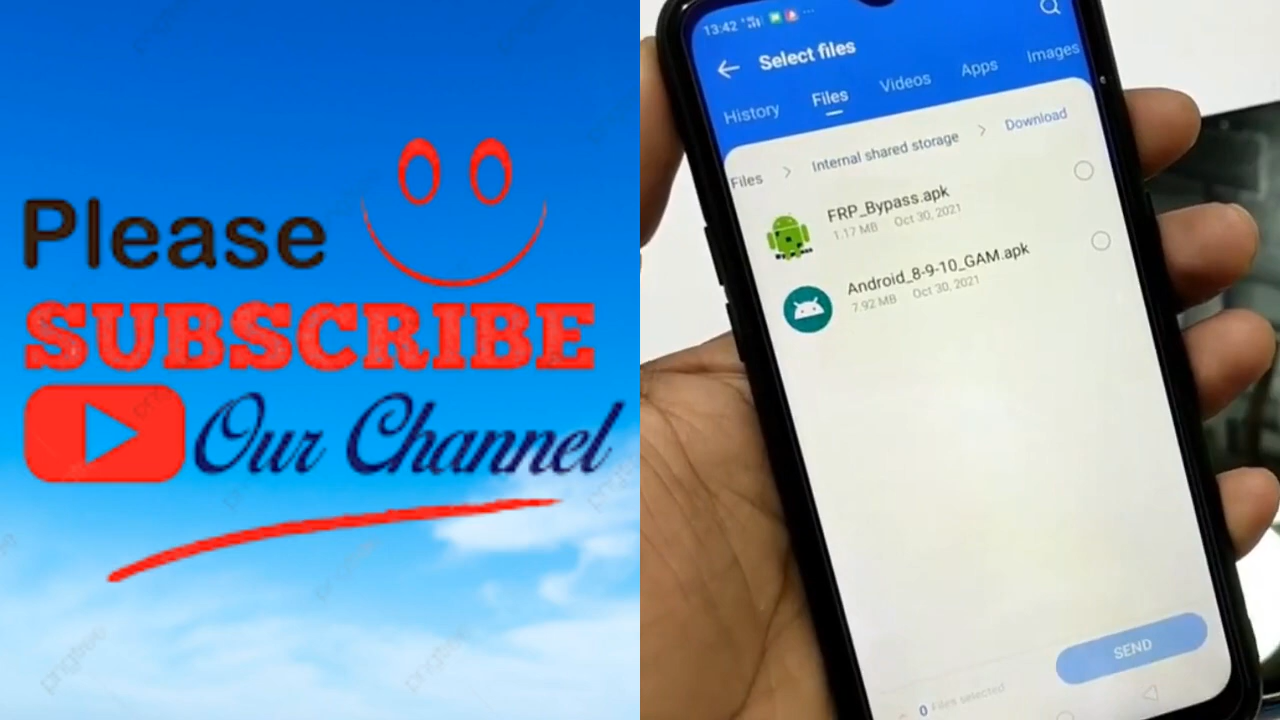 Please
SUBSCRIBE
Our Channel
13:42
Select files
History
Files
Videos
Apps
Images
Files > Internal shared storage > Download
FRP_Bypass.apk
1.17 MB Oct 30, 2021
Android_8-9-10_GAM.apk
7.92 MB Oct 30, 2021
SEND
0 Files selected
pngtree